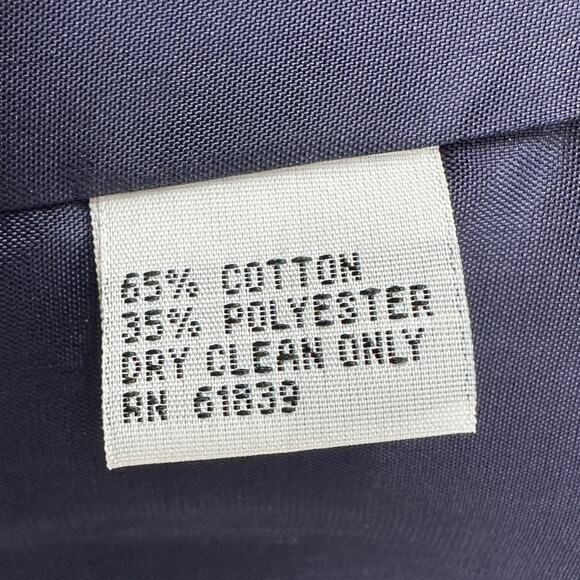 65% COTTON
35% POLYESTER
DRY CLEAN ONLY
RN 61839